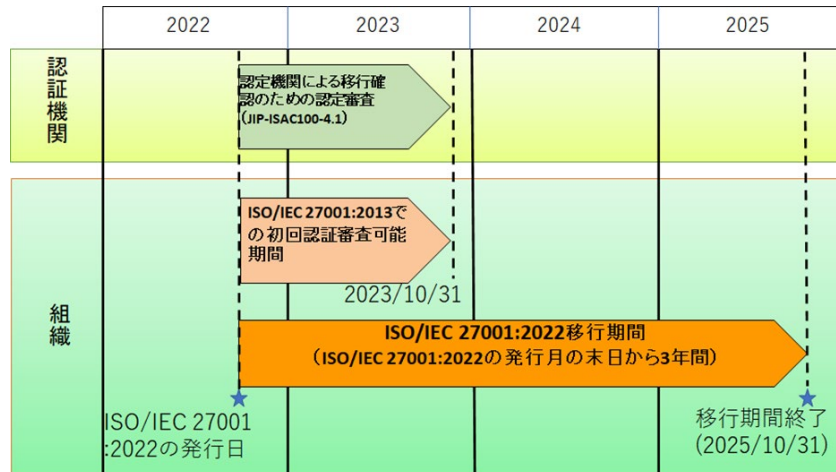 2022
2023
2024
2025
認証機関
認定機関による移行確
認のための認定審査
(JIP-ISAC100-4.1)
組織
ISO/IEC 27001:2013で
の初回認証審査可能
期間
2023/10/31
ISO/IEC 27001:2022移行期間
（ISO/IEC 27001:2022の発行月の末日から3年間）
ISO/IEC 27001
:2022の発行日
移行期間終了
(2025/10/31)